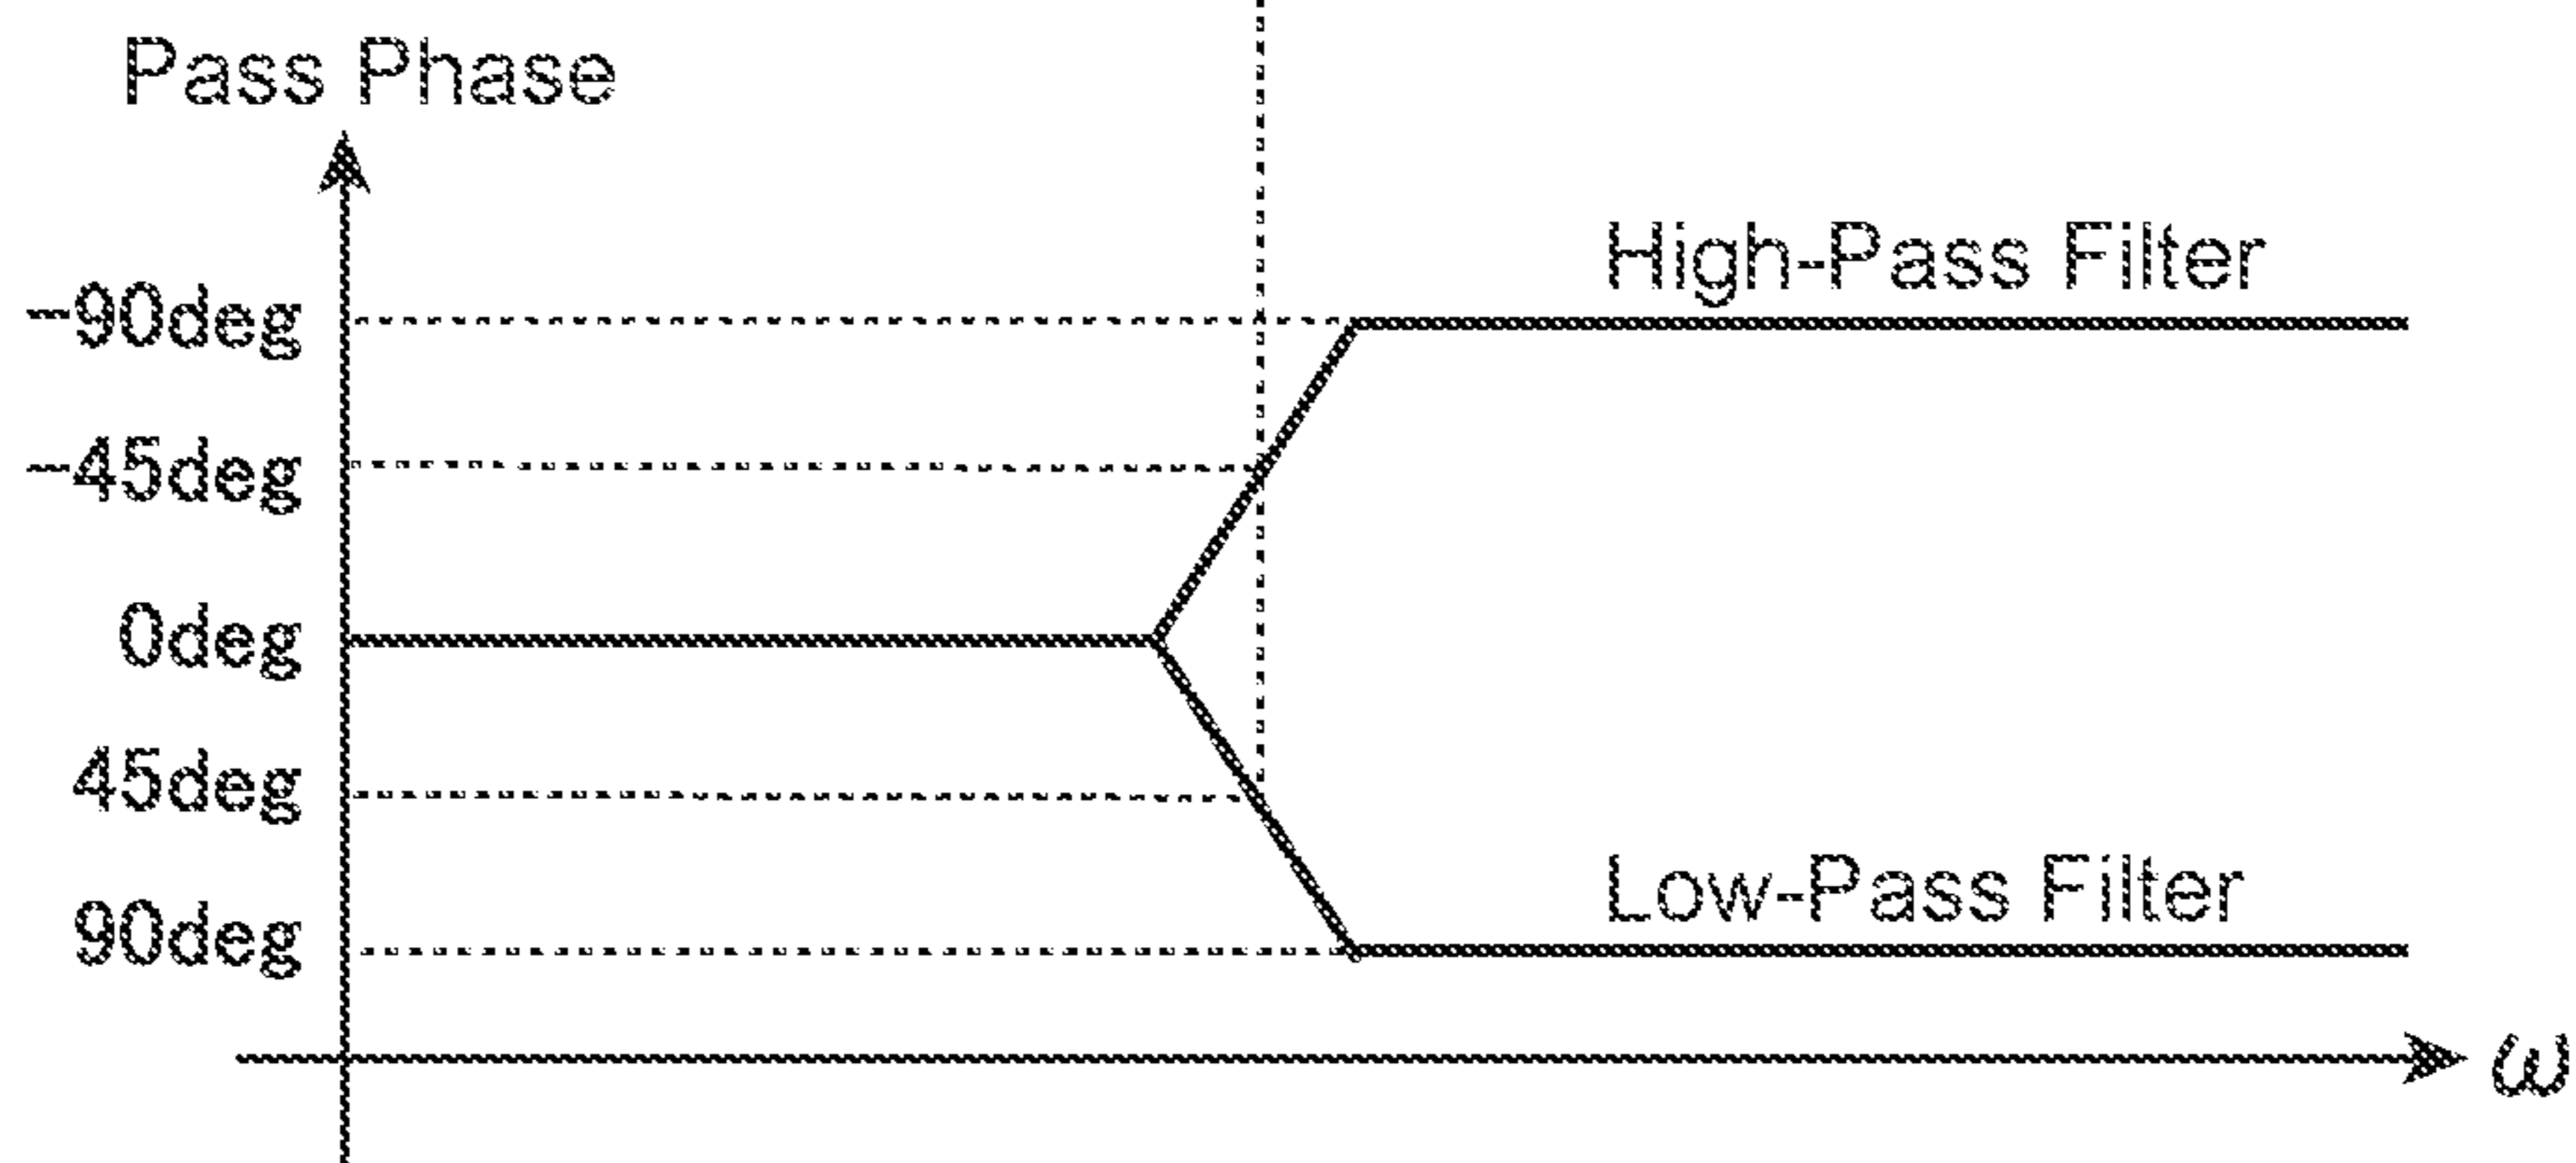 Pass Phase
High-Pass Filter
-90deg
-45deg
0deg
45deg
Low-Pass Filter
90deg
ω